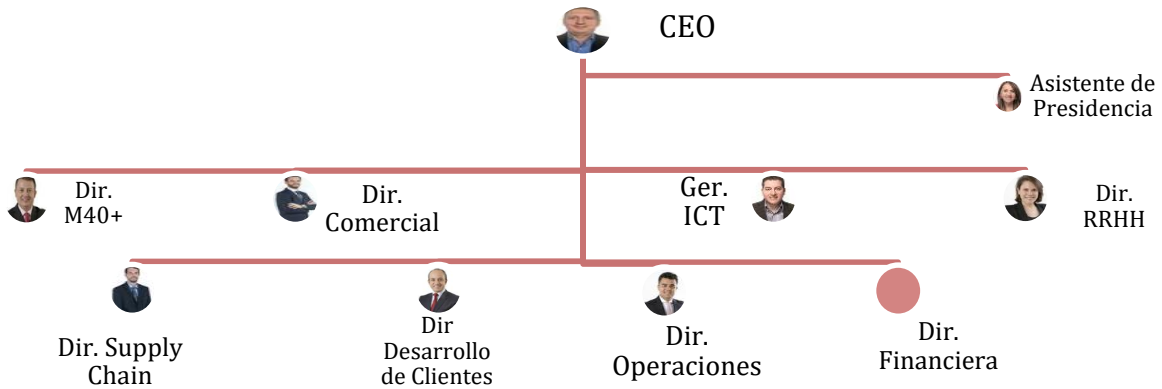 CEO
Asistente de
Presidencia
Dir.
M40+
Dir.
Comercial
Ger.
ICT
Dir.
RRHH
Dir. Supply
Chain
Dir
Desarrollo
de Clientes
Dir.
Operaciones
Dir.
Financiera